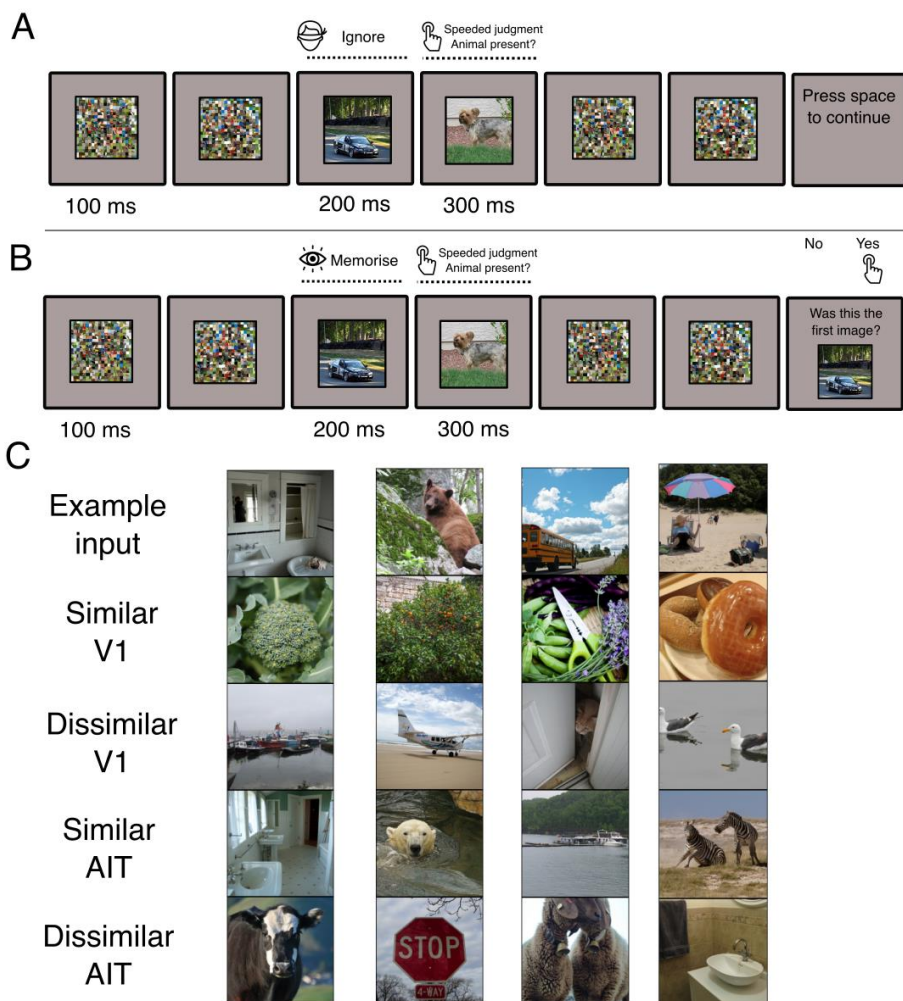 A
Ignore
Speeded judgment
Animal present?
Press space
to continue
100 ms
200 ms
300 ms
B
Memorise
Speeded judgment
Animal present?
No
Yes
Was this the
first image?
100 ms
200 ms
300 ms
C
Example
input
Similar
V1
Dissimilar
V1
Similar
AIT
Dissimilar
AIT
STOP
4-WAY